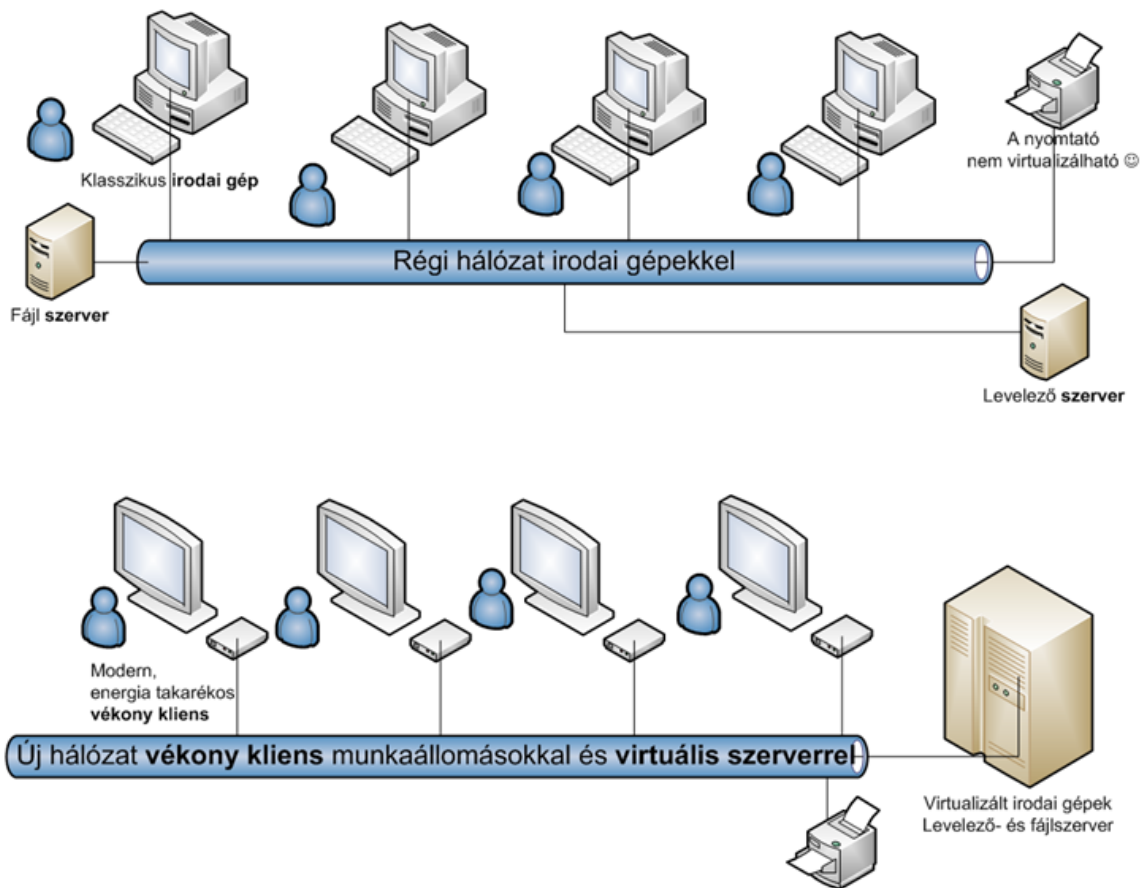 A nyomtató
nem virtualizálható ☺
Klasszikus irodai gép
Régi hálózat irodai gépekkel
Fájl szerver
Levelező szerver
Modern,
energia takarékos
vékony kliens
Új hálózat vékony kliens munkaállomásokkal és virtuális szerverrel
Virtualizált irodai gépek
Levelező- és fájlszerver